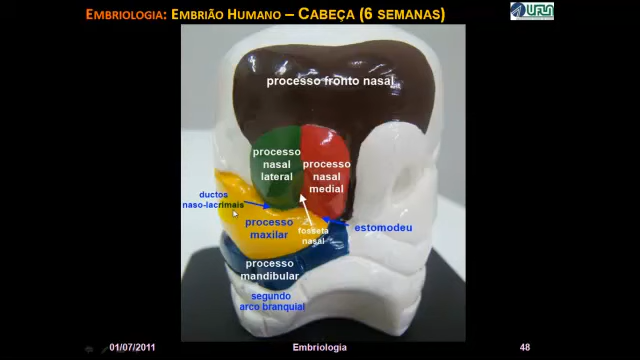 EMBRIOLOGIA: EMBRIÃO HUMANO – CABEÇA (6 SEMANAS)
UFLA
processo fronto nasal
processo
nasal
lateral
processo
nasal
medial
ductos
naso-lacrimais
processo
maxilar
fosseta
nasal
estomodeu
processo
mandibular
segundo
arco branquial
01/07/2011
Embriologia
48